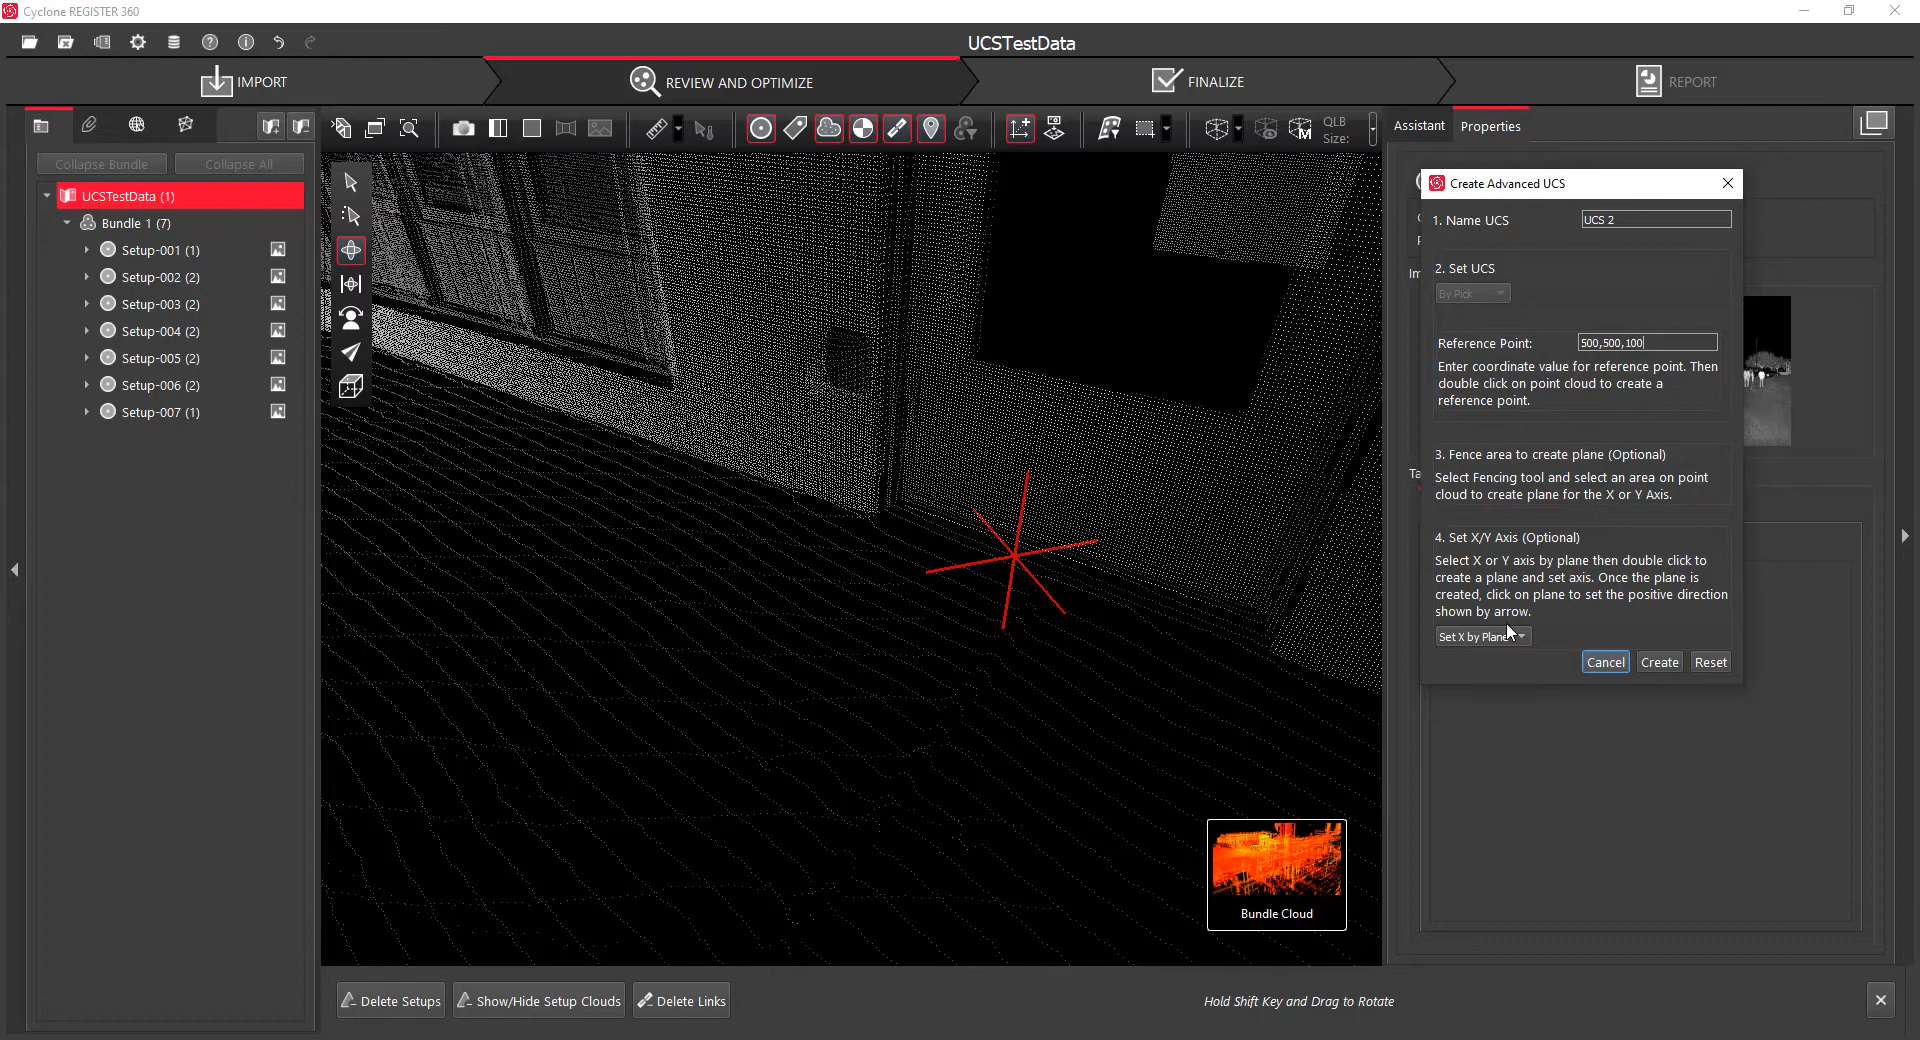 Cyclone REGISTER 360
UCSTestData
IMPORT
REVIEW AND OPTIMIZE
FINALIZE
REPORT
QLB
Size:
Assistant
Properties
Collapse Bundle
Collapse All
UCSTestData (1)
Bundle 1 (7)
Setup-001 (1)
Setup-002 (2)
Setup-003 (2)
Setup-004 (2)
Setup-005 (2)
Setup-006 (2)
Setup-007 (1)
Create Advanced UCS
1. Name UCS
UCS 2
2. Set UCS
By Pick
Reference Point:
500,500,100
Enter coordinate value for reference point. Then
double click on point cloud to create a
reference point.
3. Fence area to create plane (Optional)
Select Fencing tool and select an area on point
cloud to create plane for the X or Y Axis.
4. Set X/Y Axis (Optional)
Select X or Y axis by plane then double click to
create a plane and set axis. Once the plane is
created, click on plane to set the positive direction
shown by arrow.
Set X by Plane
Cancel
Create
Reset
Bundle Cloud
Delete Setups
Show/Hide Setup Clouds
Delete Links
Hold Shift Key and Drag to Rotate